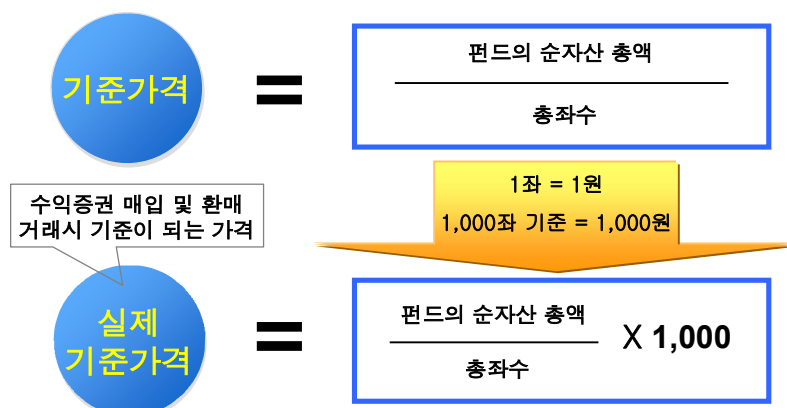 기준가격
=
펀드의 순자산 총액
총좌수
1좌 = 1원
1,000좌 기준 = 1,000원
수익증권 매입 및 환매
거래시 기준이 되는 가격
실제
기준가격
=
펀드의 순자산 총액
총좌수
X 1,000